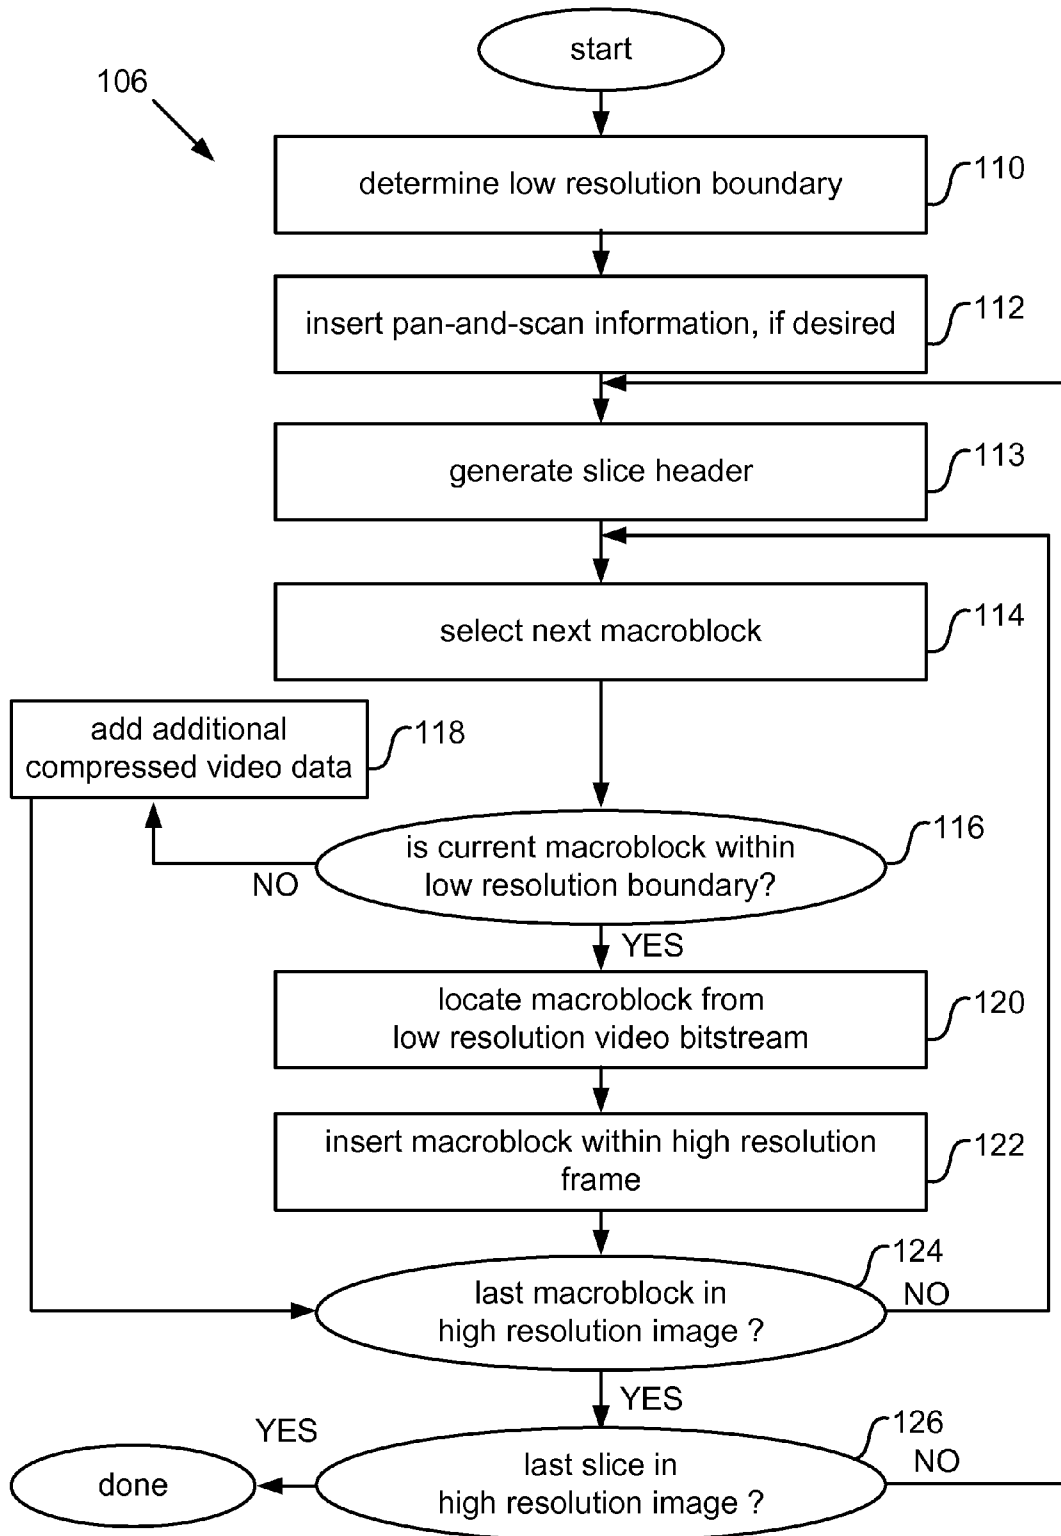 start
106
determine low resolution boundary
110
insert pan-and-scan information, if desired
112
generate slice header
113
select next macroblock
114
add additional
compressed video data
118
is current macroblock within
low resolution boundary?
116
NO
YES
locate macroblock from
low resolution video bitstream
120
insert macroblock within high resolution
frame
122
last macroblock in
high resolution image ?
124
NO
YES
last slice in
high resolution image ?
126
NO
YES
done